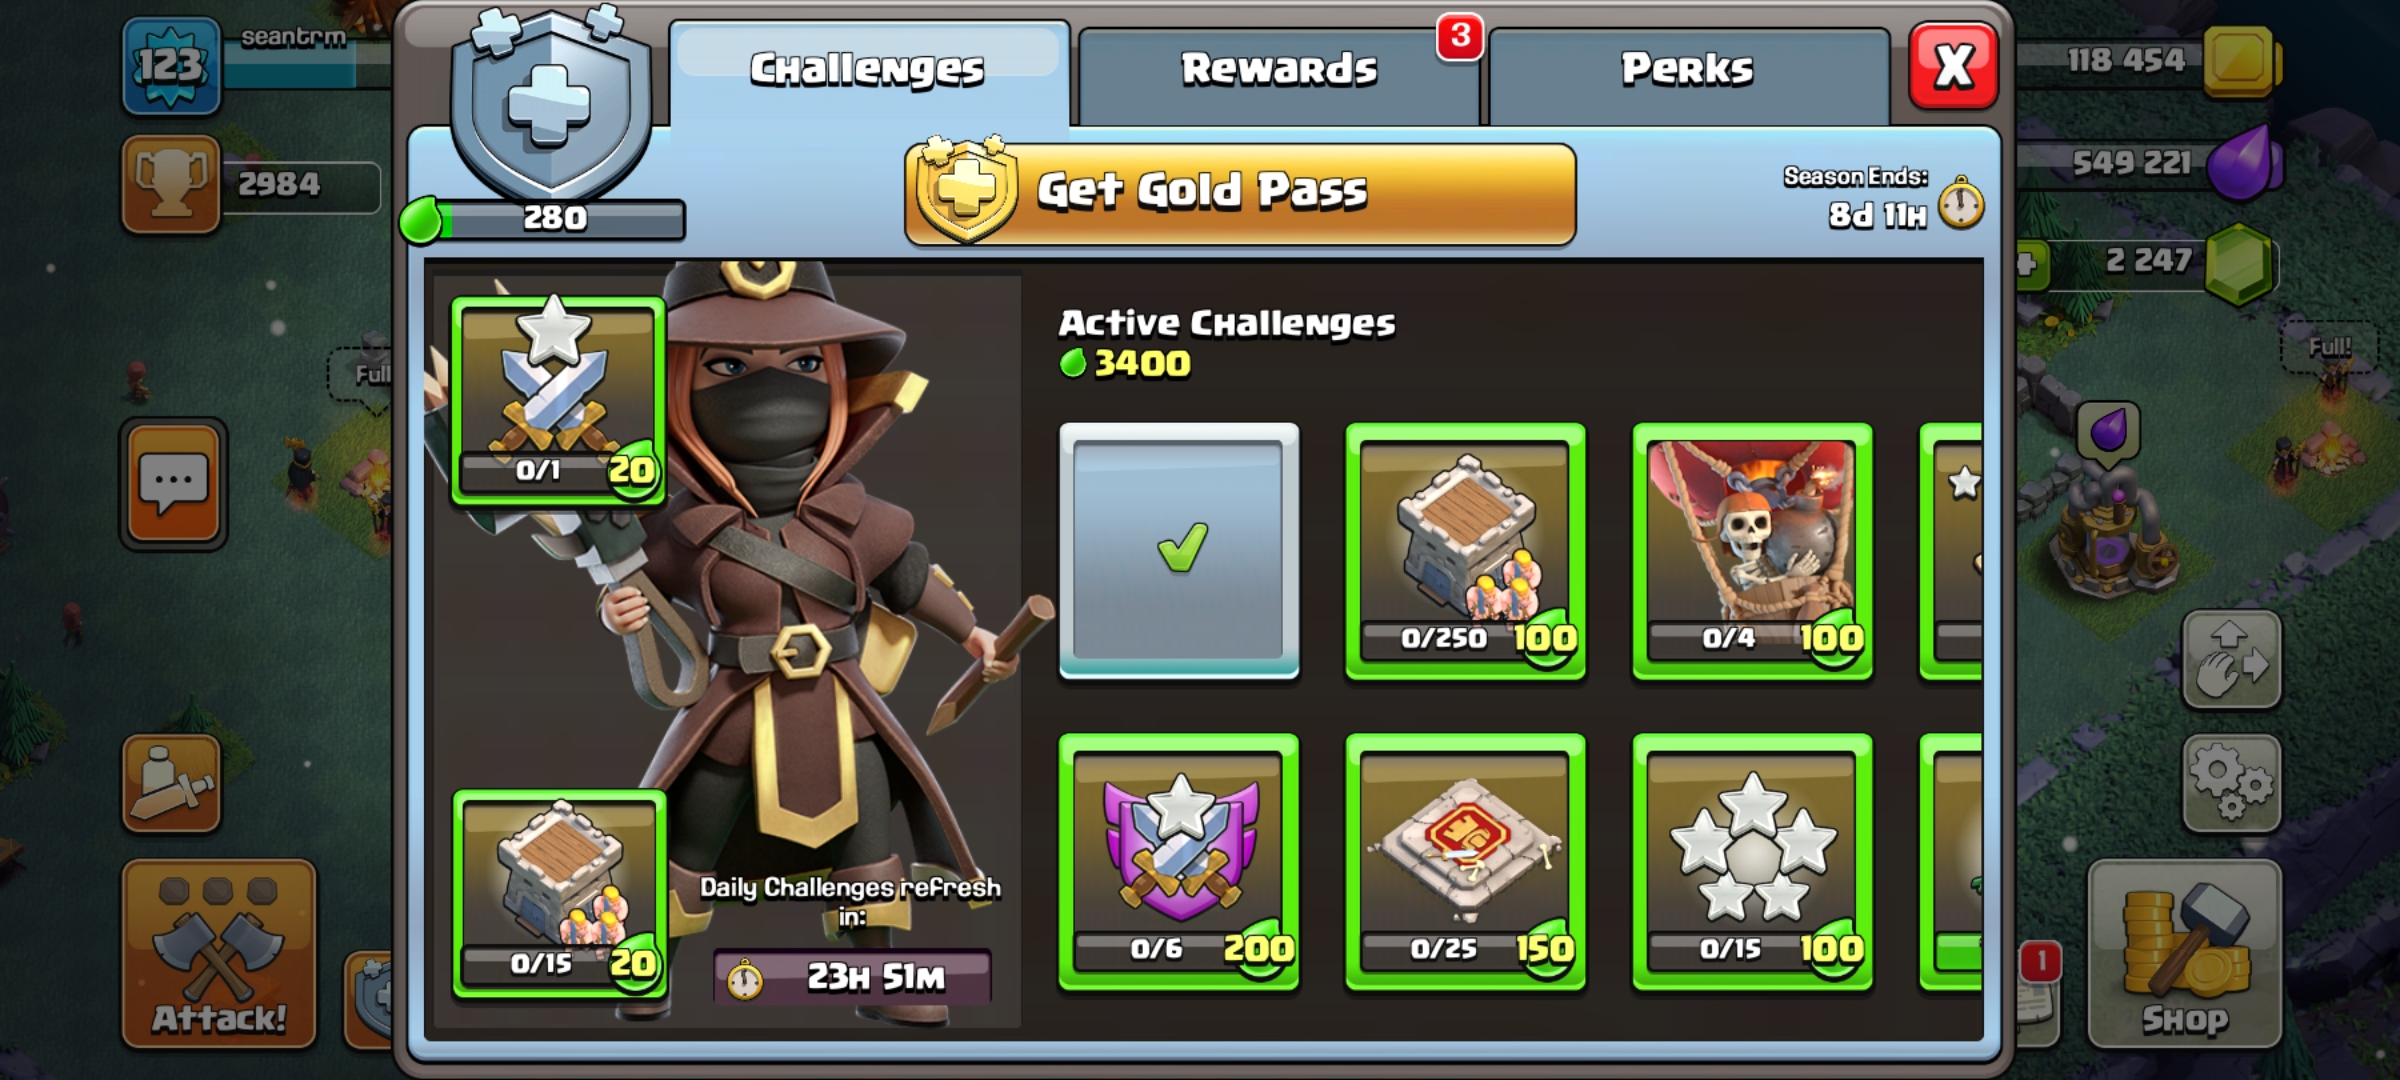 123
seantrm
2984
Full
Attack!
Challenges
Rewards
3
Perks
X
280
Get Gold Pass
Season Ends:
8d 11H
118 454
549 221
2 247
Full!
Active Challenges
3400
0/1
20
0/15
20
Daily Challenges refresh
in:
23H 51M
0/250
100
0/4
100
0/6
200
0/25
150
0/15
100
1
Shop